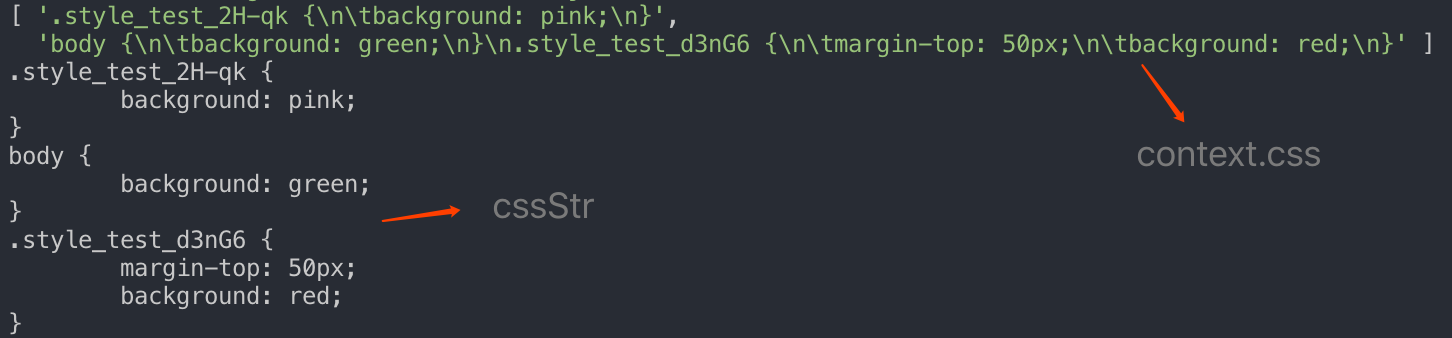 [ '.style_test_2H-qk {\n\tbackground: pink;\n}',
'body {\n\tbackground: green;\n}\n.style_test_d3nG6 {\n\tmargin-top: 50px;\n\tbackground: red;\n}' ]
.style_test_2H-qk {
background: pink;
}
body {
background: green;
}
.style_test_d3nG6 {
margin-top: 50px;
background: red;
}
context.css
cssStr